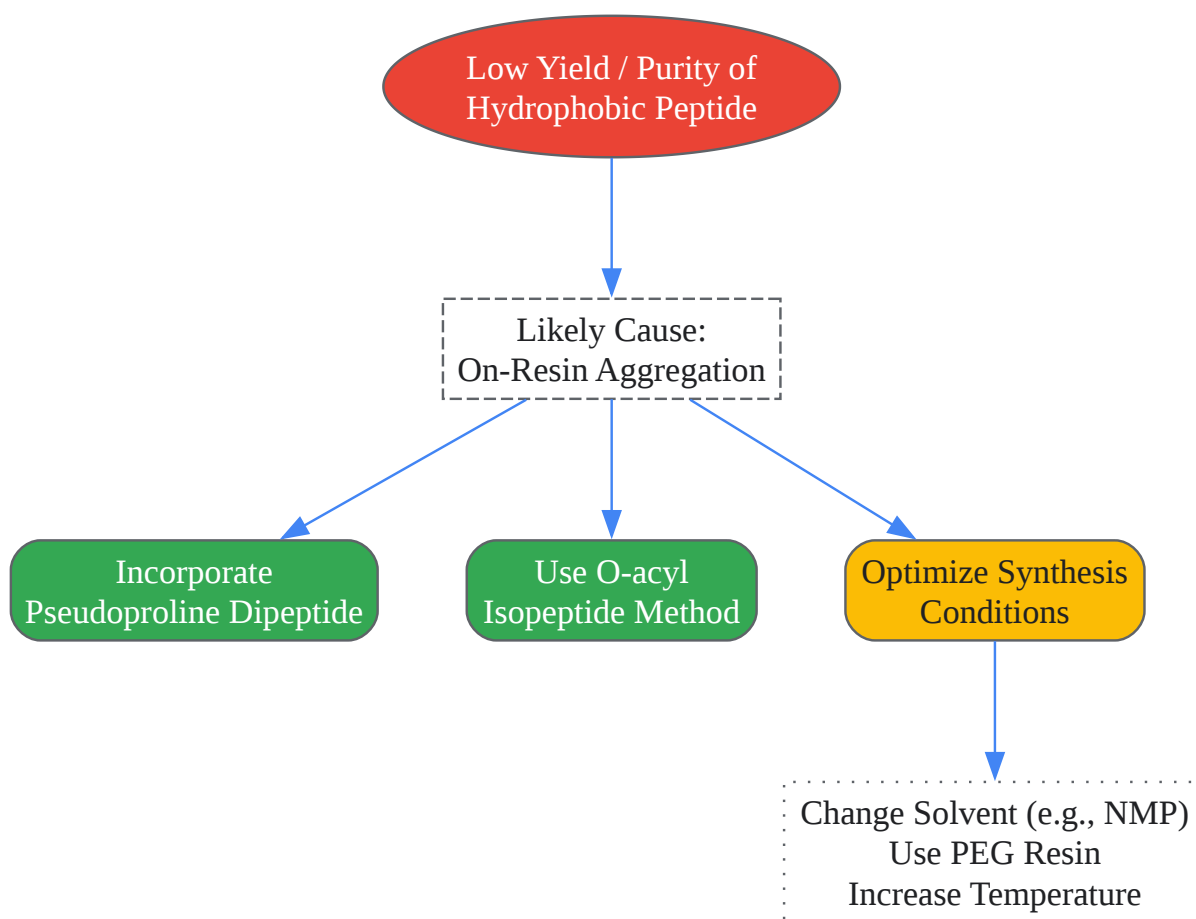 Low Yield / Purity of
Hydrophobic Peptide
Likely Cause:
On-Resin Aggregation
Incorporate
Pseudoproline Dipeptide
Use O-acyl
Isopeptide Method
Optimize Synthesis
Conditions
Change Solvent (e.g., NMP)
Use PEG Resin
Increase Temperature